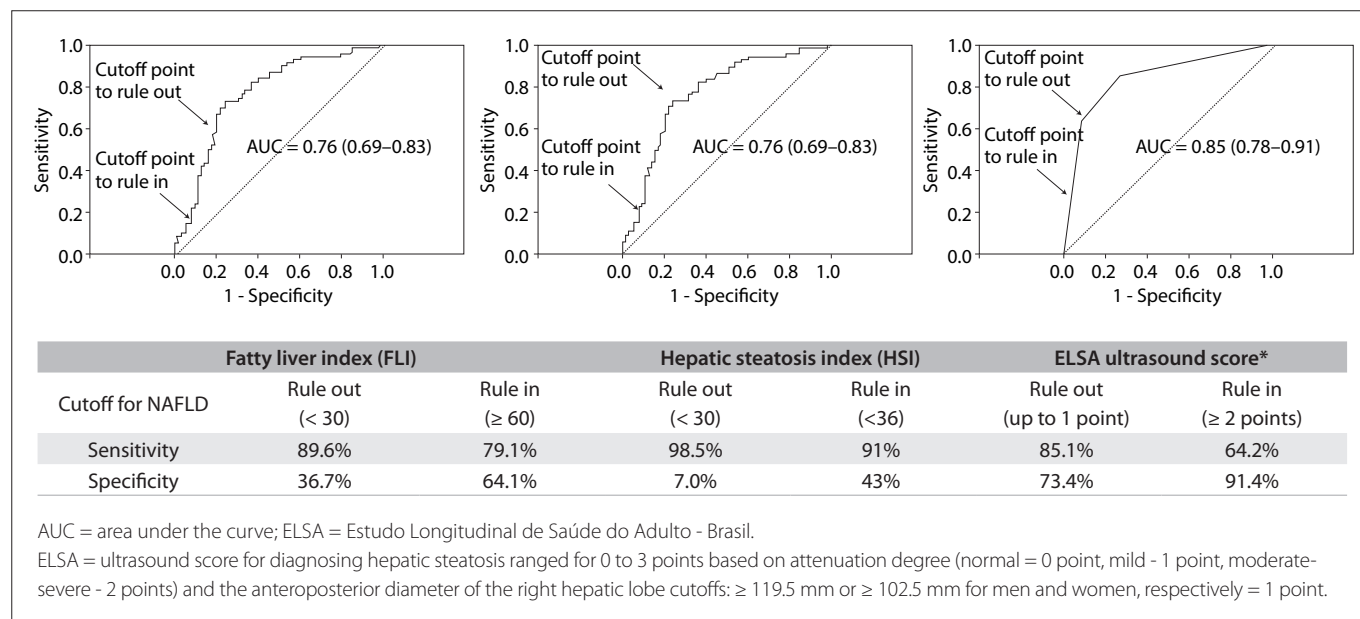 1.0
0.8
0.6
0.4
0.2
0.0
Sensitivity
Cutoff point
to rule out
Cutoff point
to rule in
AUC = 0.76 (0.69–0.83)
0.0 0.2 0.4 0.6 0.8 1.0
1 - Specificity
1.0
0.8
0.6
0.4
0.2
0.0
Sensitivity
Cutoff point
to rule out
Cutoff point
to rule in
AUC = 0.76 (0.69–0.83)
0.0 0.2 0.4 0.6 0.8 1.0
1 - Specificity
1.0
0.8
0.6
0.4
0.2
0.0
Sensitivity
Cutoff point
to rule out
Cutoff point
to rule in
AUC = 0.85 (0.78–0.91)
0.0 0.2 0.4 0.6 0.8 1.0
1 - Specificity
Fatty liver index (FLI) Hepatic steatosis index (HSI) ELSA ultrasound score*
Cutoff for NAFLD Rule out Rule in Rule out Rule in Rule out Rule in
(< 30) (≥ 60) (< 30) (<36) (up to 1 point) (≥ 2 points)
Sensitivity 89.6% 79.1% 98.5% 91% 85.1% 64.2%
Specificity 36.7% 64.1% 7.0% 43% 73.4% 91.4%
AUC = area under the curve; ELSA = Estudo Longitudinal de Saúde do Adulto - Brasil.
ELSA = ultrasound score for diagnosing hepatic steatosis ranged for 0 to 3 points based on attenuation degree (normal = 0 point, mild - 1 point, moderate-
severe - 2 points) and the anteroposterior diameter of the right hepatic lobe cutoffs: ≥ 119.5 mm or ≥ 102.5 mm for men and women, respectively = 1 point.